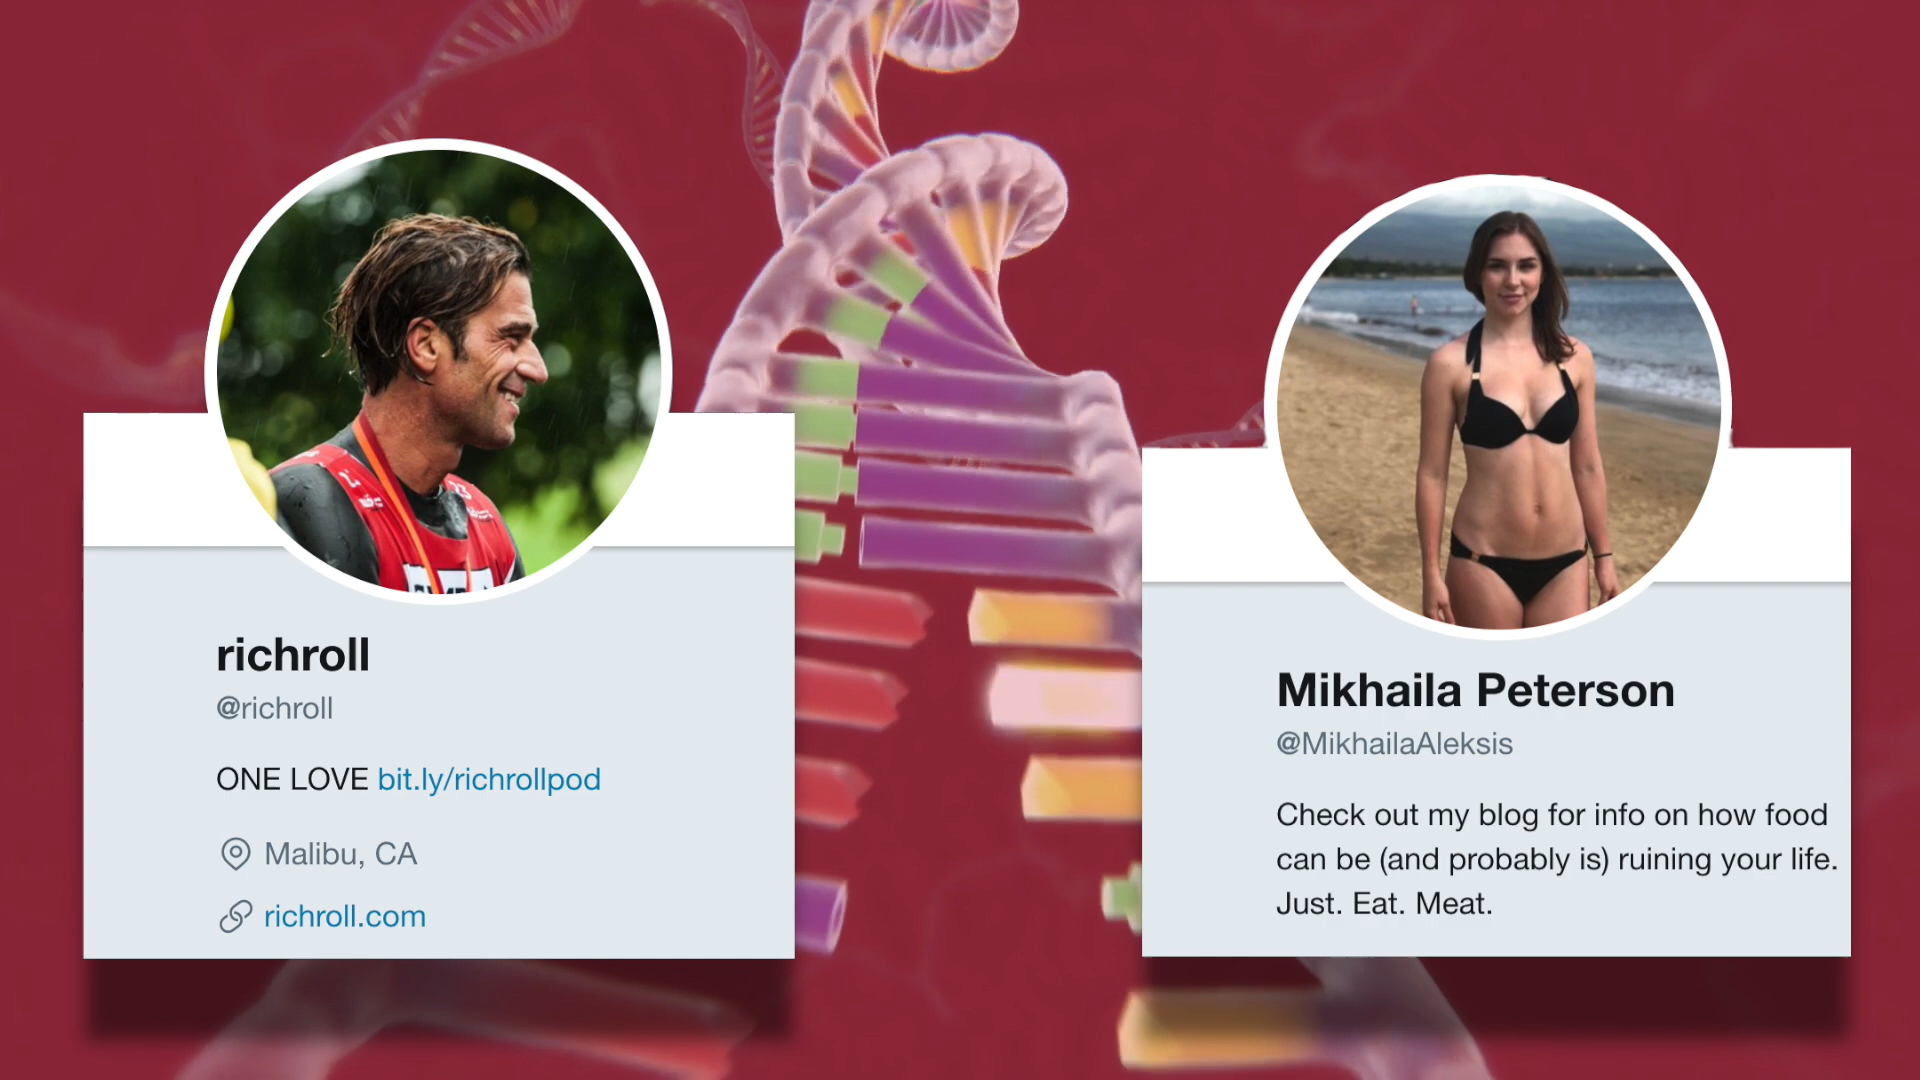 richroll
@richroll
ONE LOVE bit.ly/richrollpod
Malibu, CA
richroll.com
Mikhaila Peterson
@MikhailaAleksis
Check out my blog for info on how food
can be (and probably is) ruining your life.
Just. Eat. Meat.